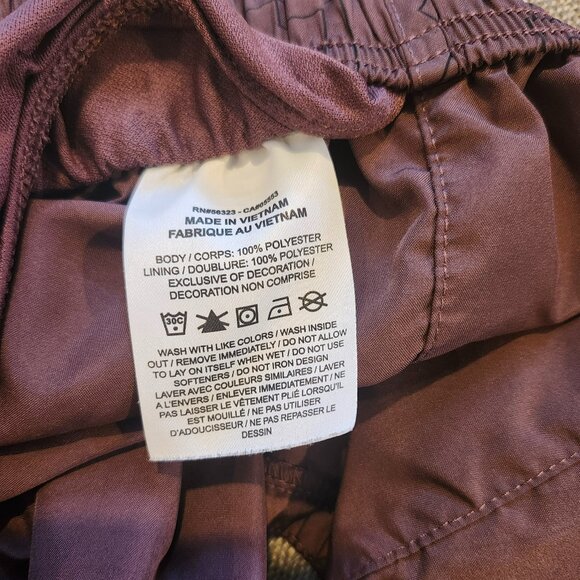 RN#56323 - CA#05553
MADE IN VIETNAM
FABRIQUE AU VIETNAM
BODY / CORPS: 100% POLYESTER
LINING / DOUBLURE: 100% POLYESTER
EXCLUSIVE OF DECORATION /
DECORATION NON COMPRISE
30C
WASH WITH LIKE COLORS / WASH INSIDE
OUT / REMOVE IMMEDIATELY / DO NOT ALLOW
TO LAY ON ITSELF WHEN WET / DO NOT USE
SOFTENERS / DO NOT IRON DESIGN
LAVER AVEC COULEURS SIMILAIRES / LAVER
A L'ENVERS / ENLEVER IMMEDIATEMENT / NE
PAS LAISSER LE VÊTEMENT PLIÉ LORSQU'IL
EST MOUILLÉ / NE PAS UTILISER
D'ADOUCISSEUR / NE PAS REPASSER LE
DESSIN